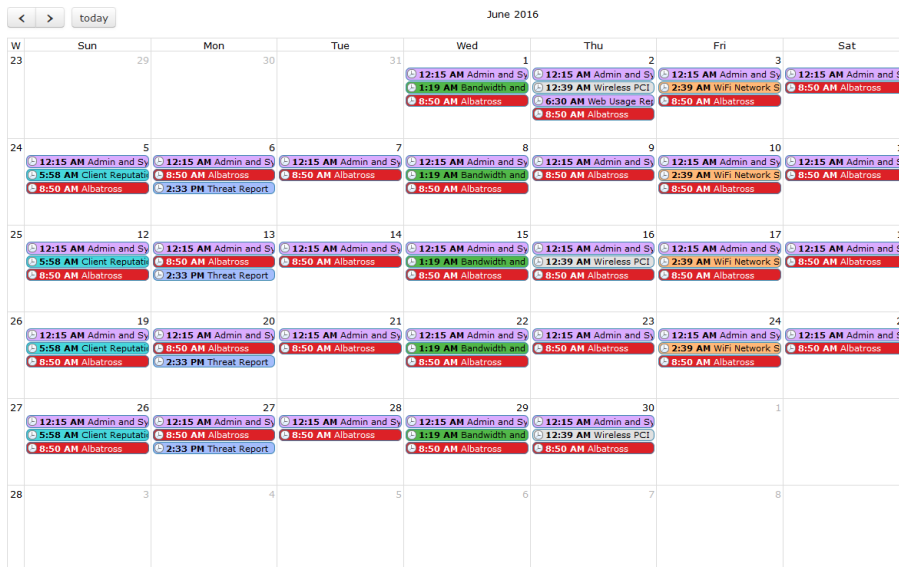 today
June 2016
W Sun Mon Tue Wed Thu Fri Sat
23 29 30 31 1 2 3
12:15 AM Admin and Sy 12:15 AM Admin and Sy 12:15 AM Admin and Sy 12:15 AM Admin and S
1:19 AM Bandwidth and 12:39 AM Wireless PCI 2:39 AM WiFi Network S 8:50 AM Albatross
8:50 AM Albatross 6:30 AM Web Usage Rep 8:50 AM Albatross
8:50 AM Albatross
24 5 6 7 8 9 10
12:15 AM Admin and Sy 12:15 AM Admin and Sy 12:15 AM Admin and Sy 12:15 AM Admin and Sy 12:15 AM Admin and Sy 12:15 AM Admin and Sy 12:15 AM Admin and S
5:58 AM Client Reputati 8:50 AM Albatross 8:50 AM Albatross 1:19 AM Bandwidth and 8:50 AM Albatross 2:39 AM WiFi Network S 8:50 AM Albatross
8:50 AM Albatross 2:33 PM Threat Report 8:50 AM Albatross 8:50 AM Albatross
25 12 13 14 15 16 17
12:15 AM Admin and Sy 12:15 AM Admin and Sy 12:15 AM Admin and Sy 12:15 AM Admin and Sy 12:15 AM Admin and Sy 12:15 AM Admin and Sy 12:15 AM Admin and S
5:58 AM Client Reputati 8:50 AM Albatross 8:50 AM Albatross 1:19 AM Bandwidth and 12:39 AM Wireless PCI 2:39 AM WiFi Network S 8:50 AM Albatross
8:50 AM Albatross 2:33 PM Threat Report 8:50 AM Albatross 8:50 AM Albatross 8:50 AM Albatross
26 19 20 21 22 23 24
12:15 AM Admin and Sy 12:15 AM Admin and Sy 12:15 AM Admin and Sy 12:15 AM Admin and Sy 12:15 AM Admin and Sy 12:15 AM Admin and Sy 12:15 AM Admin and S
5:58 AM Client Reputati 8:50 AM Albatross 8:50 AM Albatross 1:19 AM Bandwidth and 8:50 AM Albatross 2:39 AM WiFi Network S 8:50 AM Albatross
8:50 AM Albatross 2:33 PM Threat Report 8:50 AM Albatross 8:50 AM Albatross
27 26 27 28 29 30 1
12:15 AM Admin and Sy 12:15 AM Admin and Sy 12:15 AM Admin and Sy 12:15 AM Admin and Sy 12:15 AM Admin and Sy
5:58 AM Client Reputati 8:50 AM Albatross 8:50 AM Albatross 1:19 AM Bandwidth and 12:39 AM Wireless PCI
8:50 AM Albatross 2:33 PM Threat Report 8:50 AM Albatross 8:50 AM Albatross
28 3 4 5 6 7 8